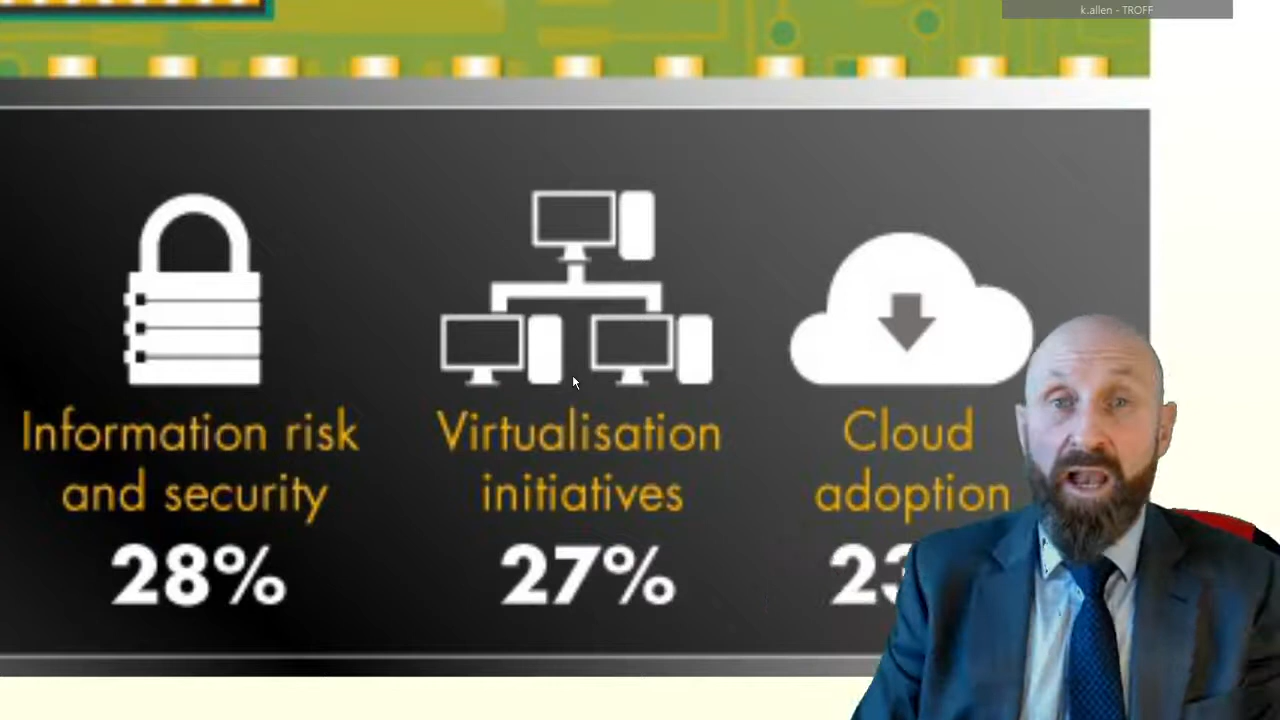 k.allen - TROFF
Information risk
and security
28%
Virtualisation
initiatives
27%
Cloud
adoption